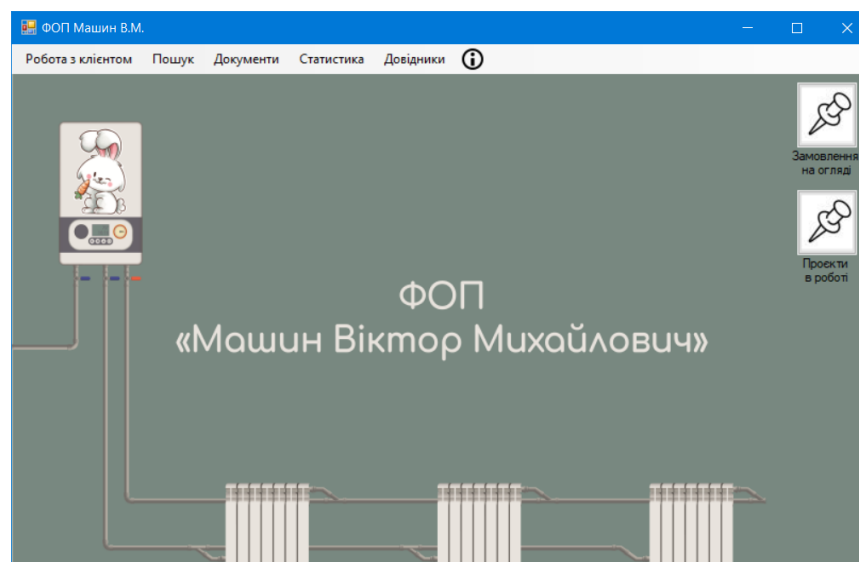 ФОП Машин В.М.
Робота з клієнтом Пошук Документи Статистика Довідники
Замовлення
на огляді
Проєкти
в роботі
ФОП
«Машин Віктор Михайлович»